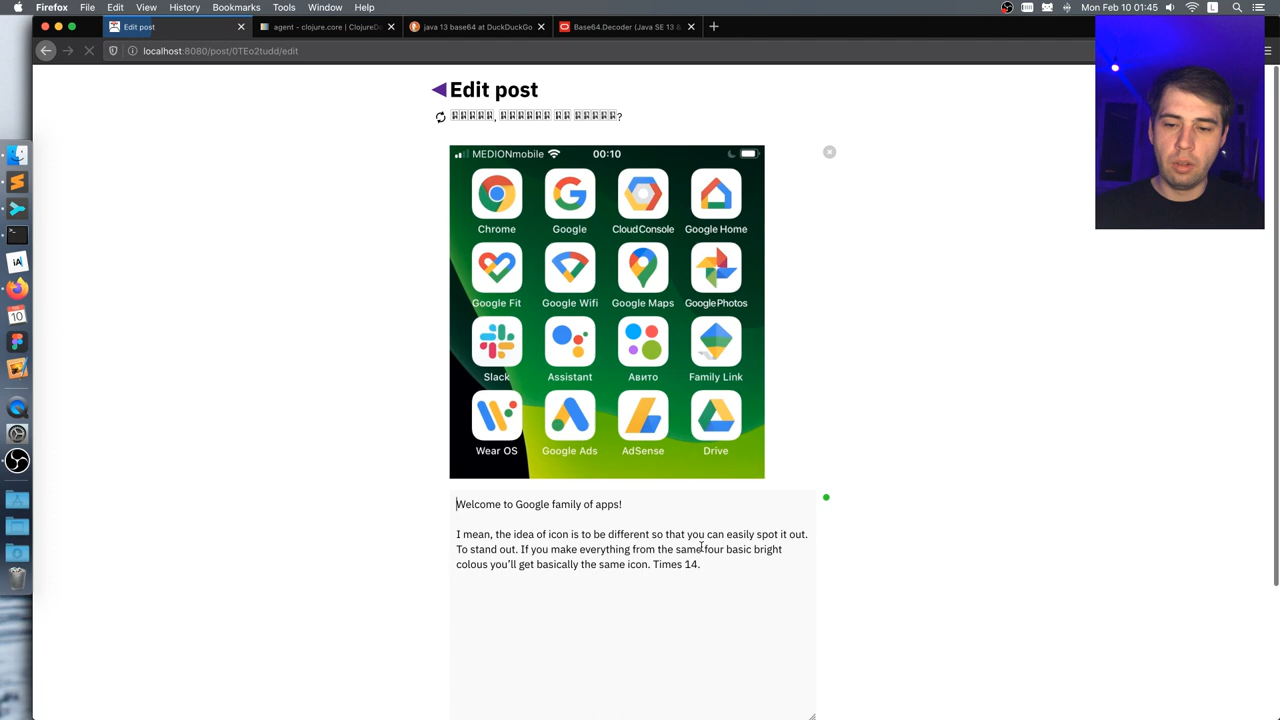 Firefox File Edit View History Bookmarks Tools Window Help
Mon Feb 10 01:45
Edit post
agent - clojure.core | ClojureDo
java 13 base64 at DuckDuckGo
Base64.Decoder (Java SE 13 &
localhost:8080/post/0TEo2tudd/edit
Edit post
MEDIONmobile 00:10
Chrome Google CloudConsole Google Home
Google Fit Google Wifi Google Maps GooglePhotos
Slack Assistant Авито Family Link
Wear OS Google Ads AdSense Drive
Welcome to Google family of apps!
I mean, the idea of icon is to be different so that you can easily spot it out.
To stand out. If you make everything from the same four basic bright
colous you'll get basically the same icon. Times 14.